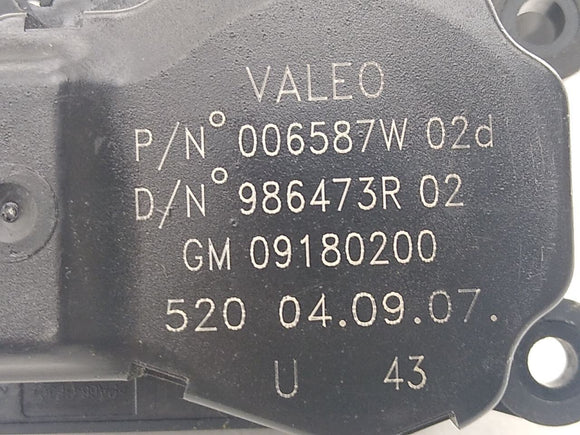 VALEO
P/N° 006587W 02d
D/N° 986473R 02
GM 09180200
520 04.09.07.
U 43